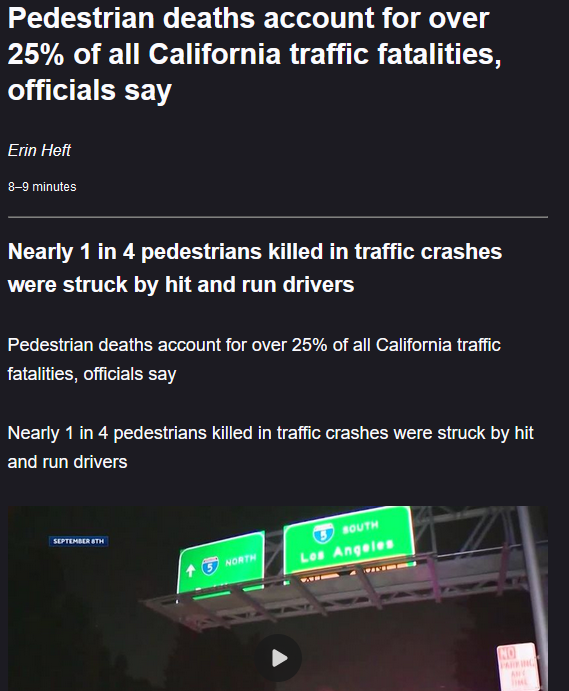 Pedestrian deaths account for over
25% of all California traffic fatalities,
officials say
Erin Heft
8–9 minutes
Nearly 1 in 4 pedestrians killed in traffic crashes
were struck by hit and run drivers
Pedestrian deaths account for over 25% of all California traffic
fatalities, officials say
Nearly 1 in 4 pedestrians killed in traffic crashes were struck by hit
and run drivers
SEPTEMBER 8TH
5 SOUTH
Los Angeles
5 NORTH
NO
PARKING
ANY
TIME